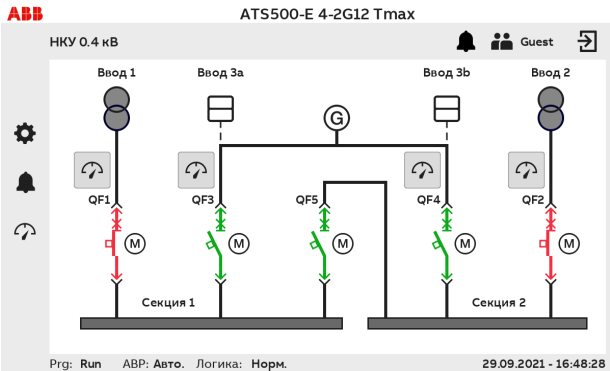 ABB
ATS500-E 4-2G12 Tmax
НКУ 0.4 кВ
Guest
Ввод 1
Ввод 3a
Ввод 3b
Ввод 2
G
QF1
QF3
QF5
QF4
QF2
M
M
M
M
M
Секция 1
Секция 2
Prg: Run
АВР: Авто.
Логика: Норм.
29.09.2021 - 16:48:28